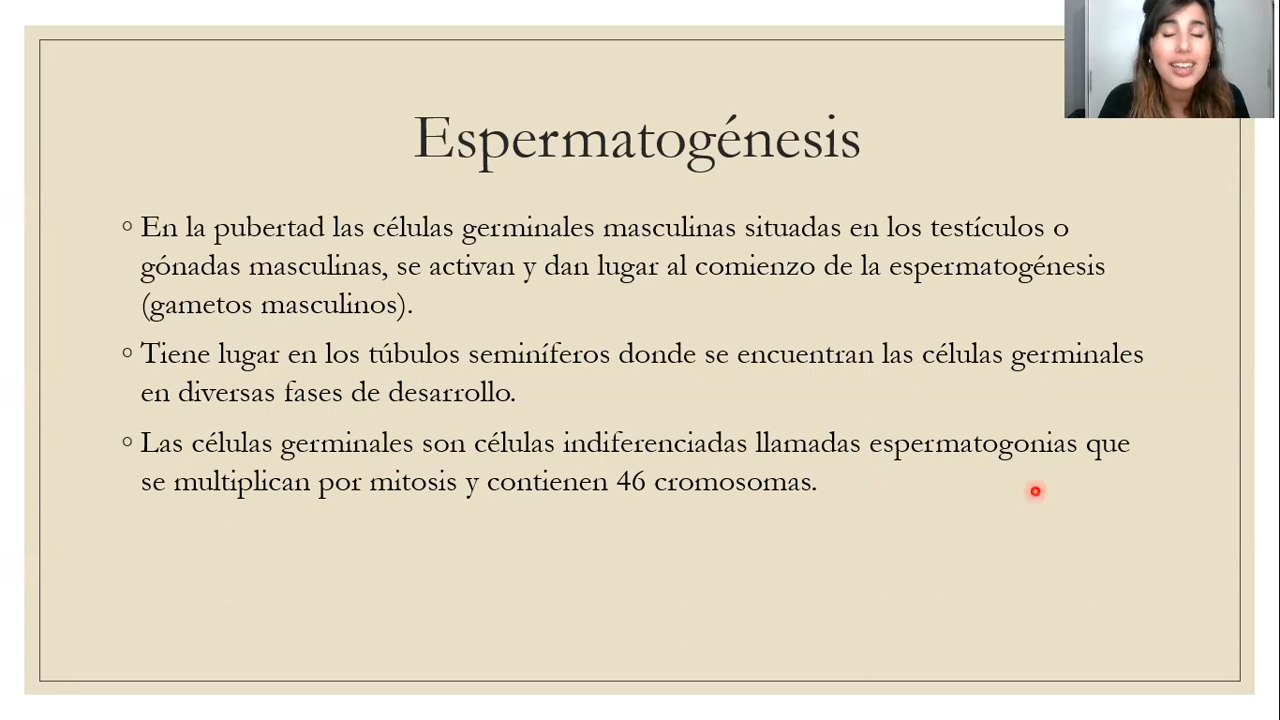 Espermatogénesis
◦ En la pubertad las células germinales masculinas situadas en los testículos o
gónadas masculinas, se activan y dan lugar al comienzo de la espermatogénesis
(gametos masculinos).
◦ Tiene lugar en los túbulos seminíferos donde se encuentran las células germinales
en diversas fases de desarrollo.
◦ Las células germinales son células indiferenciadas llamadas espermatogonias que
se multiplican por mitosis y contienen 46 cromosomas.